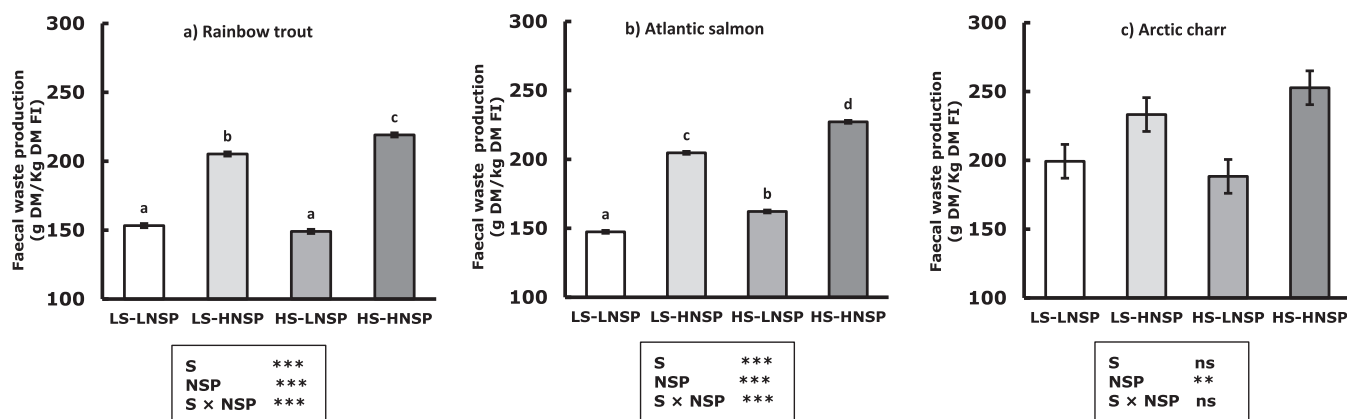 a) Rainbow trout
Faecal waste production
(g DM/Kg DM FI)
300
250
200
150
100
a
b
a
c
LS-LNSP LS-HNSP HS-LNSP HS-HNSP
S ***
NSP ***
S × NSP ***
b) Atlantic salmon
Faecal waste production
(g DM/kg DM FI)
300
250
200
150
100
a
c
b
d
LS-LNSP LS-HNSP HS-LNSP HS-HNSP
S ***
NSP ***
S × NSP ***
c) Arctic charr
Faecal waste production
(g DM/Kg DM FI)
300
250
200
150
100
LS-LNSP LS-HNSP HS-LNSP HS-HNSP
S ns
NSP **
S × NSP ns